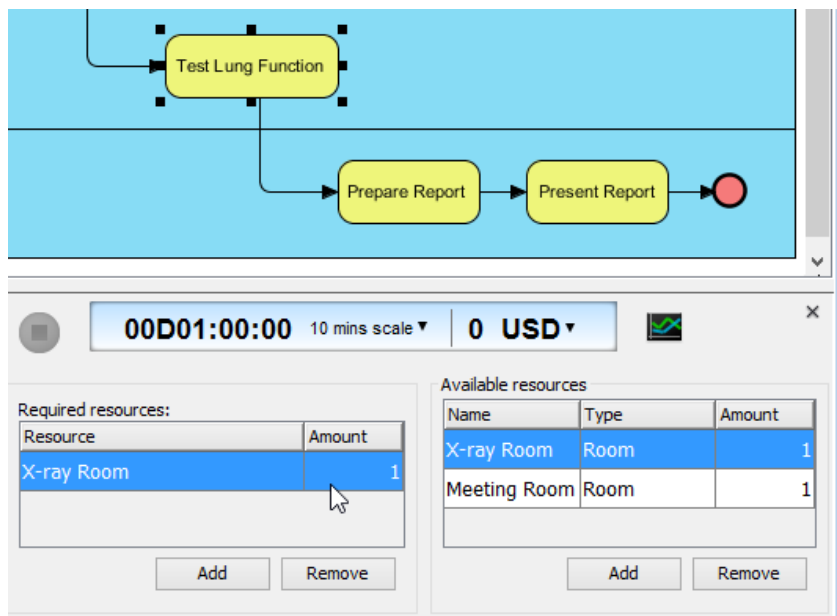 Test Lung Function
Prepare Report
Present Report
00D01:00:00 10 mins scale 0 USD
Required resources:
Resource Amount
X-ray Room 1
Add Remove
Available resources
Name Type Amount
X-ray Room Room 1
Meeting Room Room 1
Add Remove